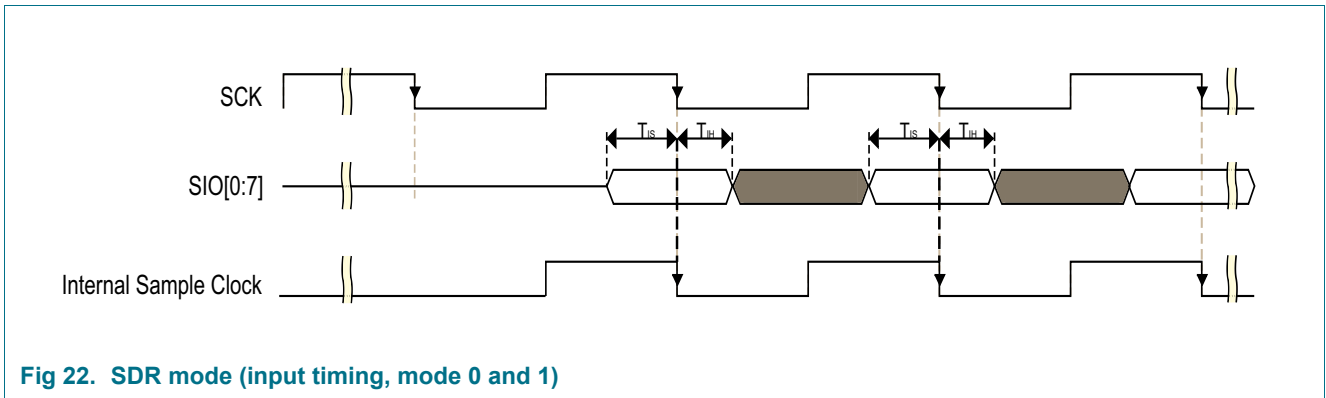 SCK
TIS TIH TIS TIH
SIO[0:7]
Internal Sample Clock
Fig 22. SDR mode (input timing, mode 0 and 1)